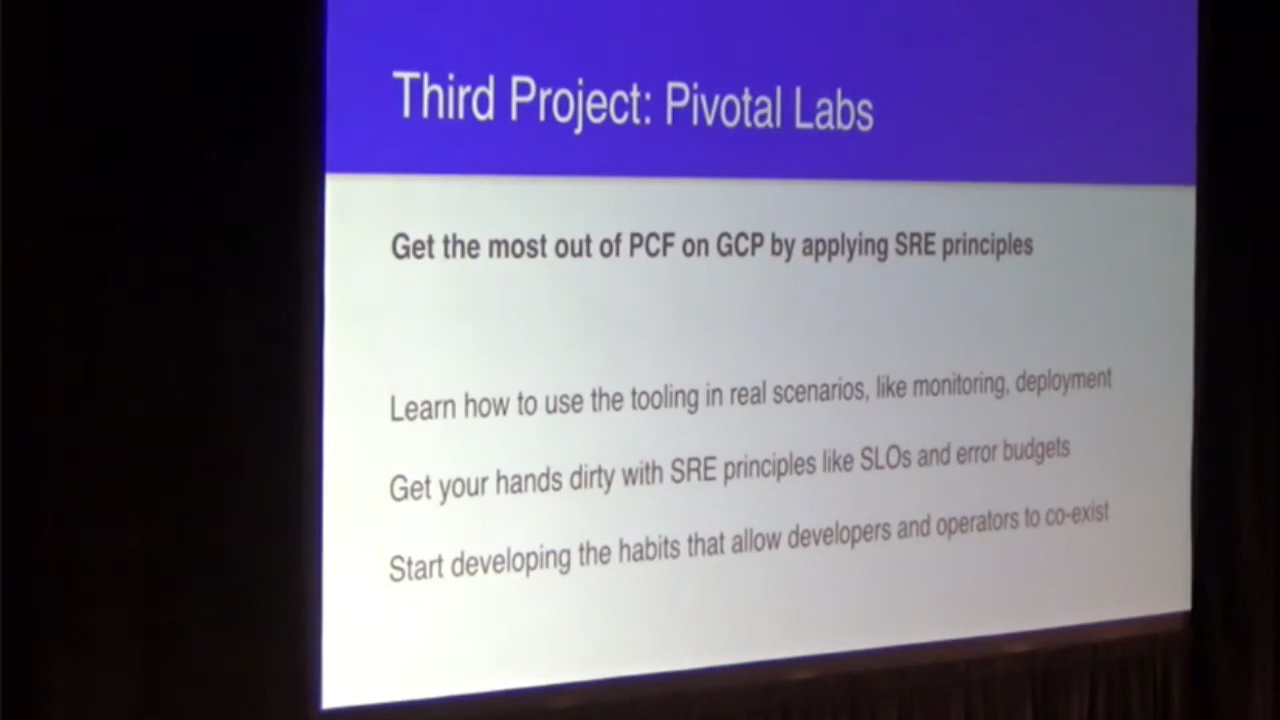 Third Project: Pivotal Labs
Get the most out of PCF on GCP by applying SRE principles
Learn how to use the tooling in real scenarios, like monitoring, deployment
Get your hands dirty with SRE principles like SLOs and error budgets
Start developing the habits that allow developers and operators to co-exist